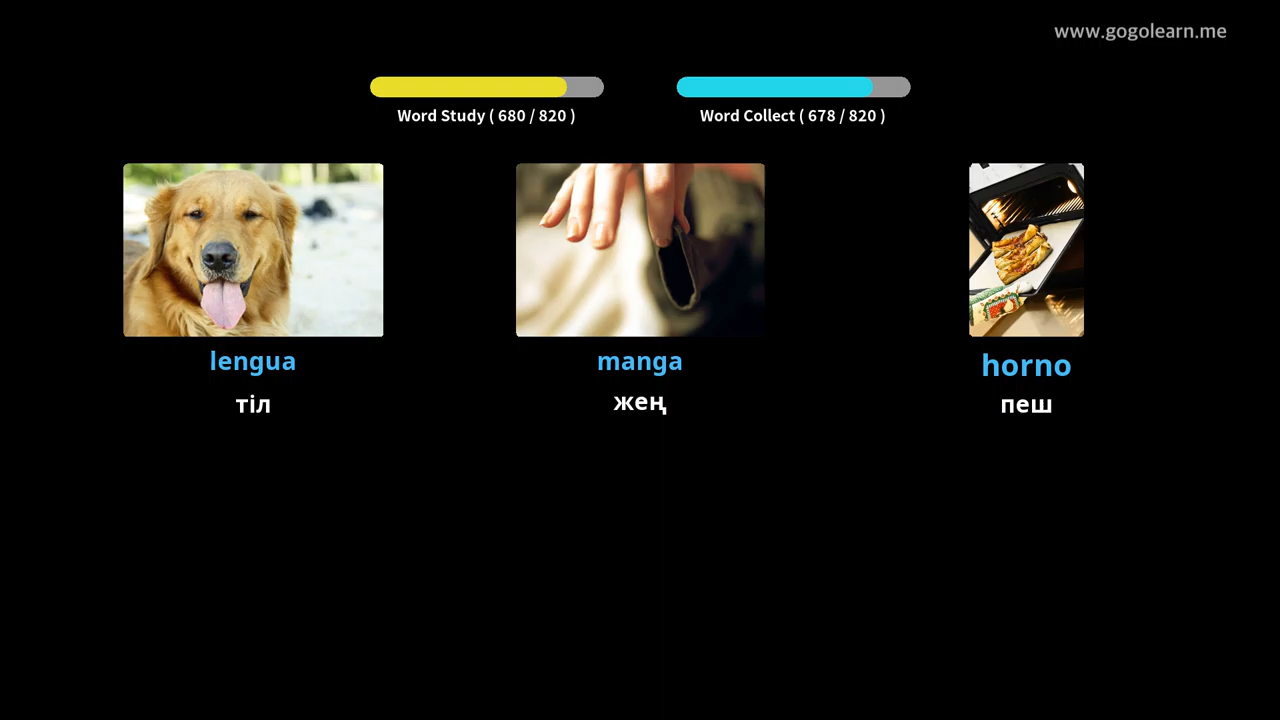 www.gogolearn.me
Word Study ( 680 / 820 )
Word Collect ( 678 / 820 )
lengua
manga
horno
тіл
жең
пеш